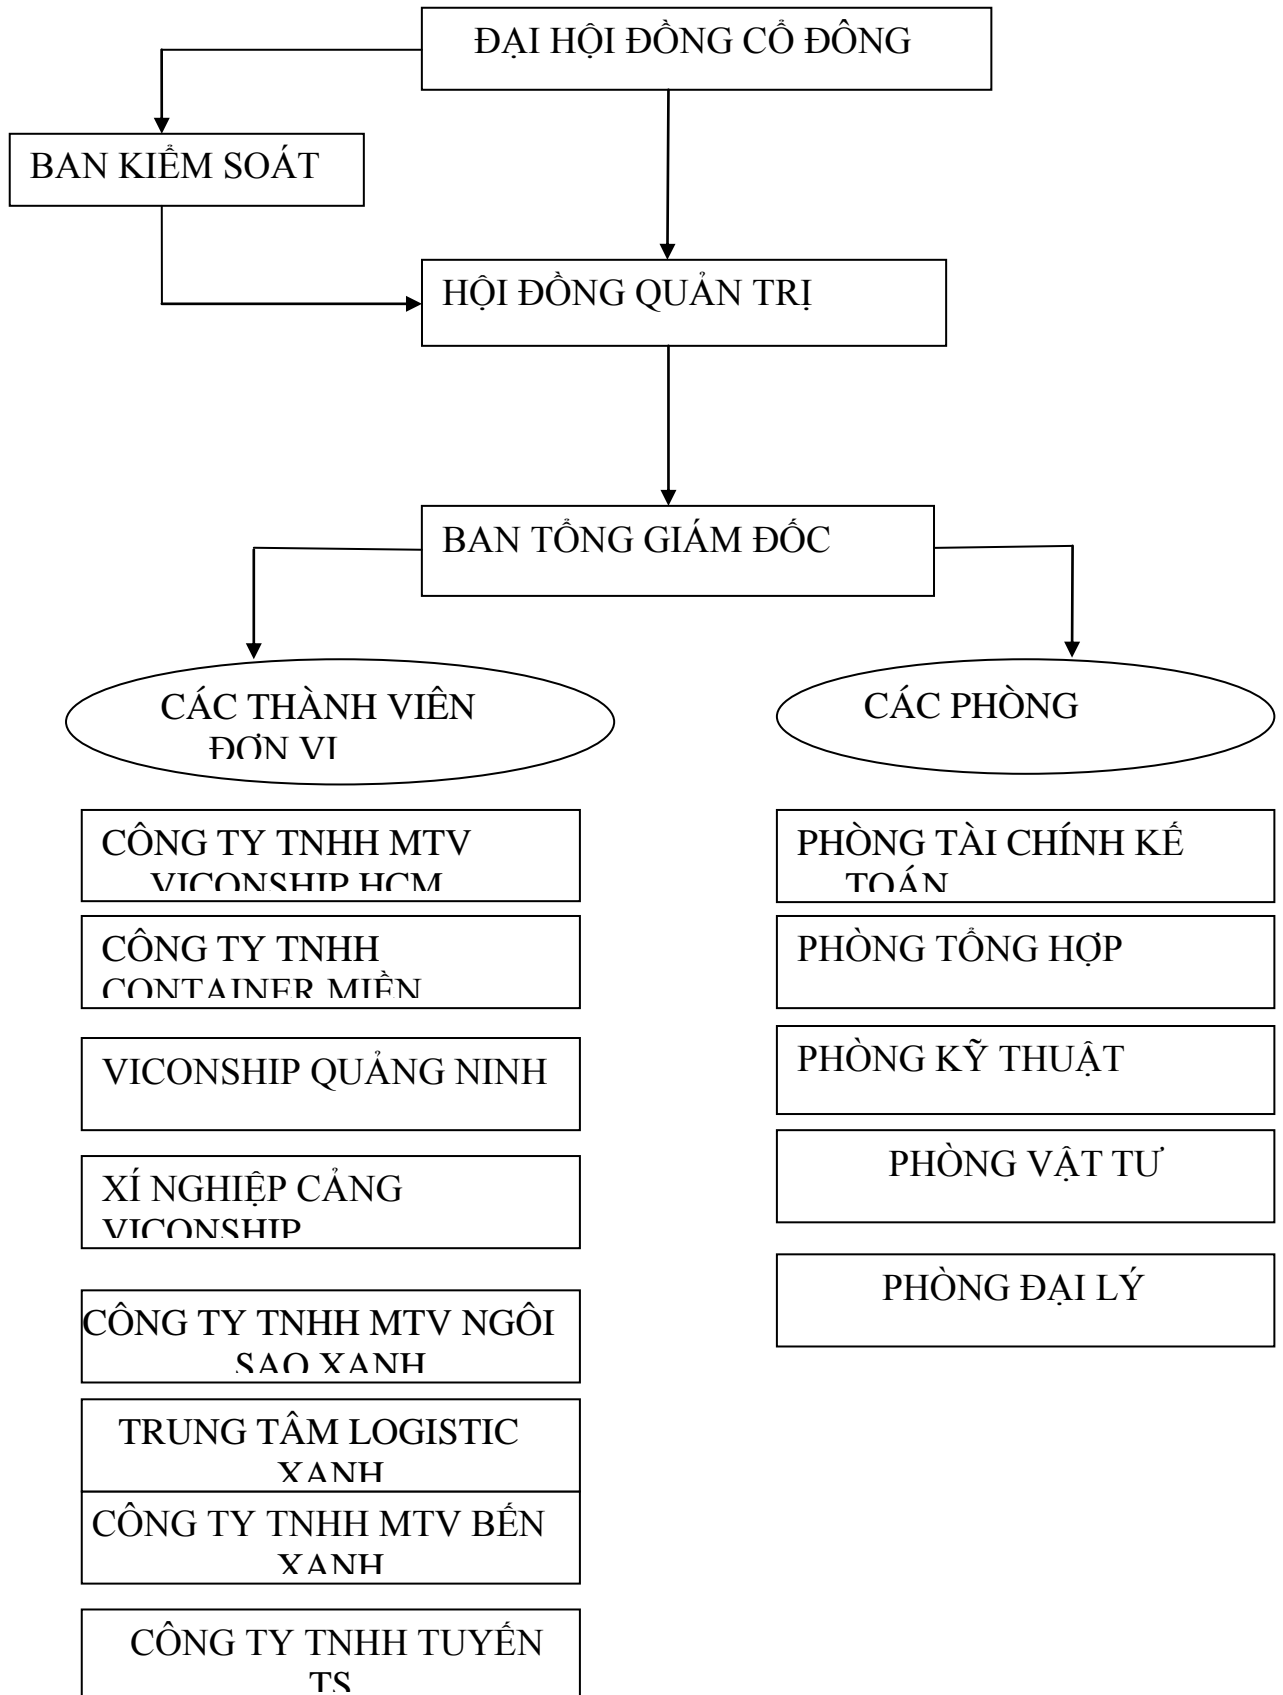 ĐẠI HỘI ĐỒNG CỔ ĐÔNG
BAN KIỂM SOÁT
HỘI ĐỒNG QUẢN TRỊ
BAN TỔNG GIÁM ĐỐC
CÁC THÀNH VIÊN
ĐƠN VỊ
CÁC PHÒNG
CÔNG TY TNHH MTV
VICONSHIP HCM
CÔNG TY TNHH
CONTAINER MIỀN
VICONSHIP QUẢNG NINH
XÍ NGHIỆP CẢNG
VICONSHIP
CÔNG TY TNHH MTV NGÔI
SAO XANH
TRUNG TÂM LOGISTIC
XANH
CÔNG TY TNHH MTV BẾN
XANH
CÔNG TY TNHH TUYẾN
TS
PHÒNG TÀI CHÍNH KẾ
TOÁN
PHÒNG TỔNG HỢP
PHÒNG KỸ THUẬT
PHÒNG VẬT TƯ
PHÒNG ĐẠI LÝ